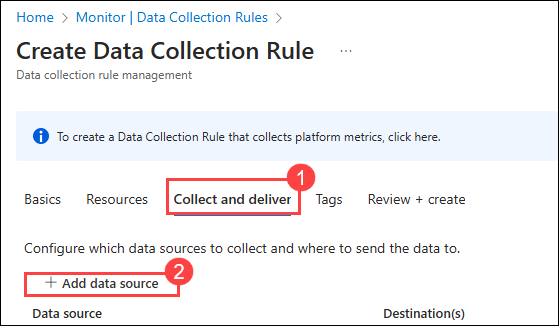 Home > Monitor | Data Collection Rules >
Create Data Collection Rule ...
Data collection rule management
To create a Data Collection Rule that collects platform metrics, click here.
1
Basics Resources Collect and deliver Tags Review + create
Configure which data sources to collect and where to send the data to.
2
+ Add data source
Data source Destination(s)